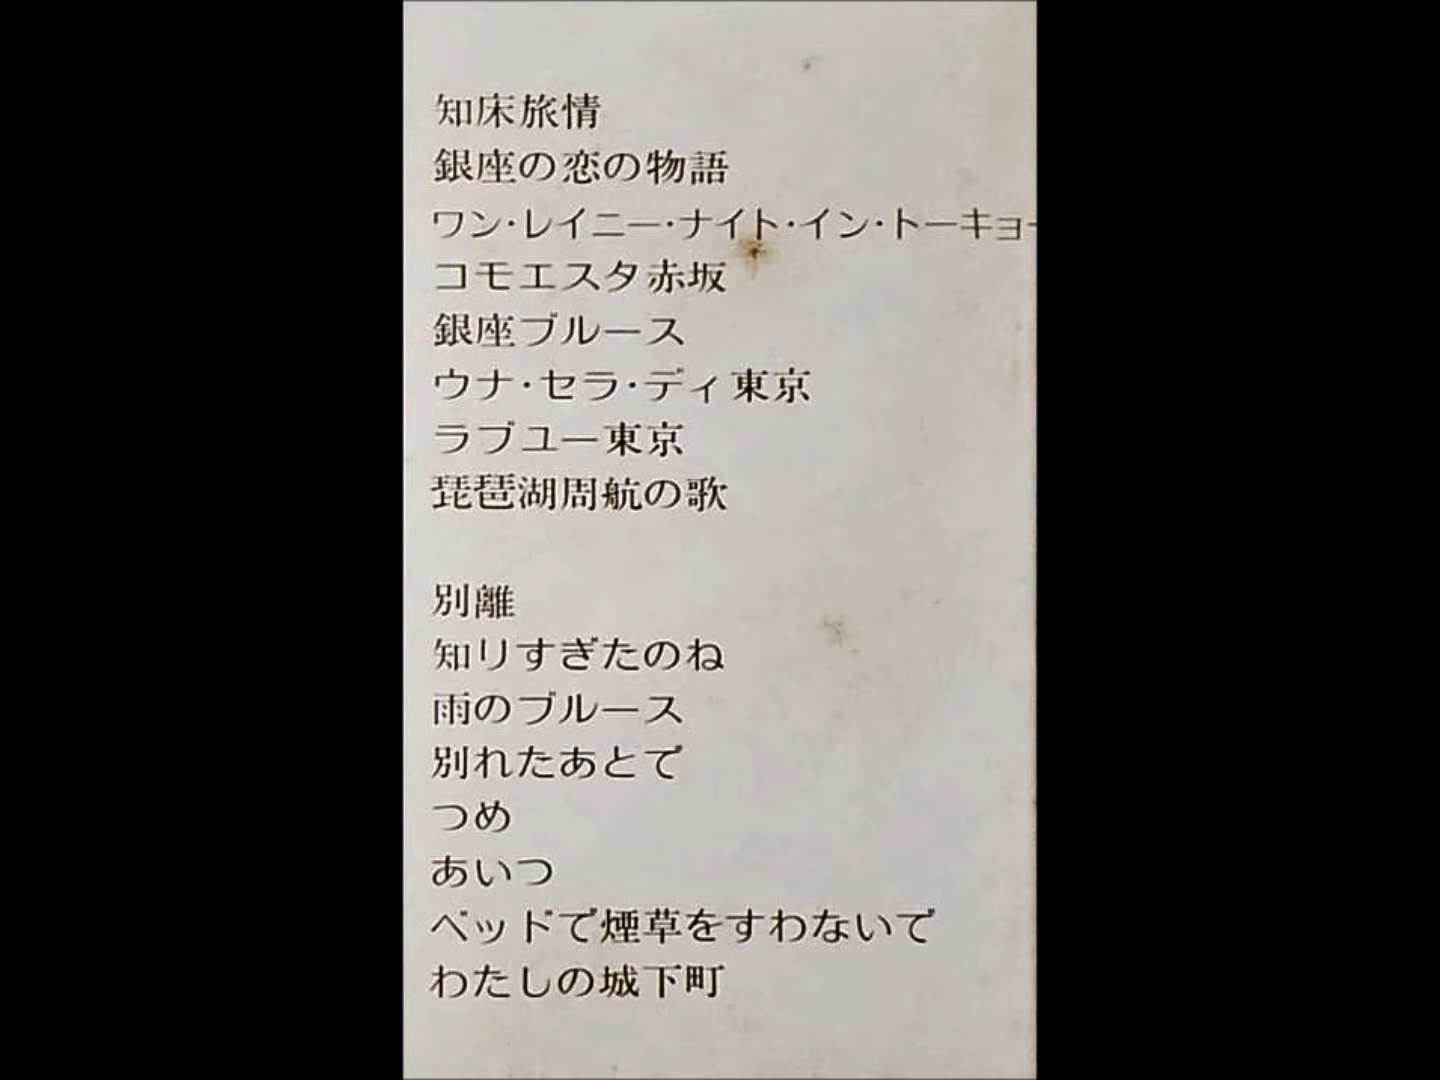 知床旅情
銀座の恋の物語
ワン・レイニー・ナイト・イン・トーキョー
コモエスタ赤坂
銀座ブルース
ウナ・セラ・ディ東京
ラブユー東京
琵琶湖周航の歌
別離
知りすぎたのね
雨のブルース
別れたあとで
つめ
あいつ
ベッドで煙草をすわないで
わたしの城下町